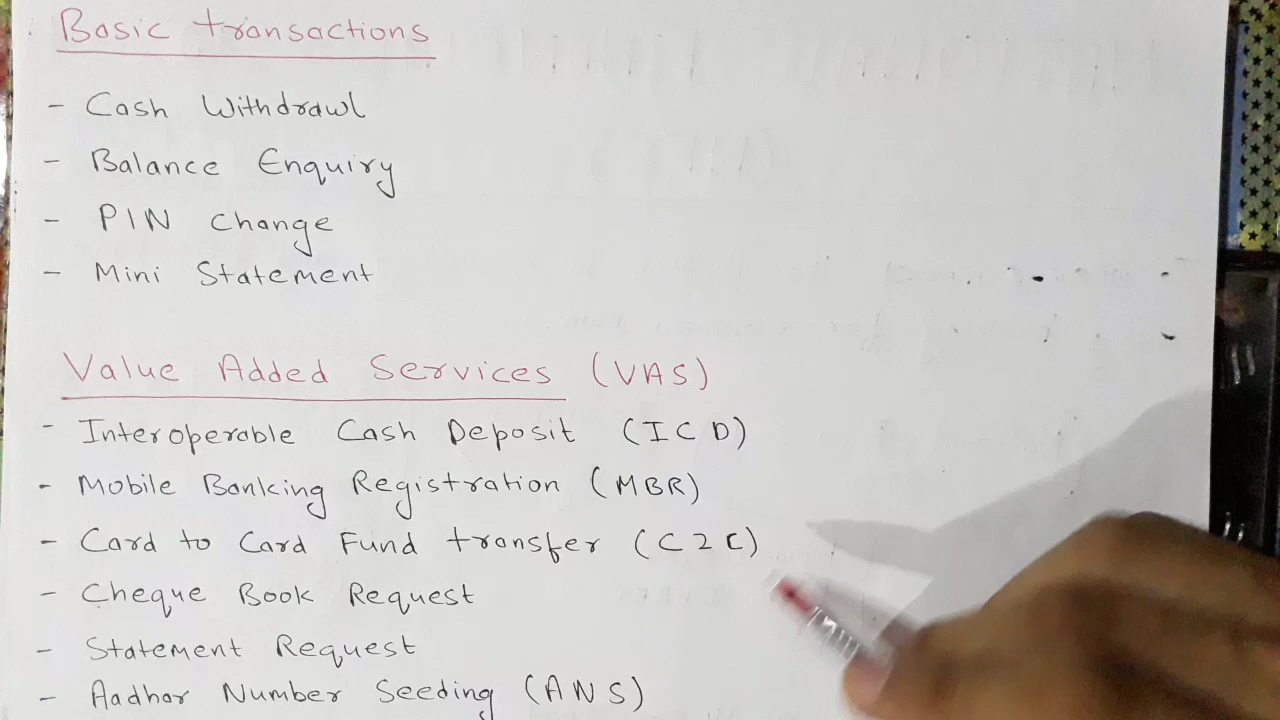 Basic transactions
- Cash Withdrawl
- Balance Enquiry
- PIN change
- Mini Statement
Value Added Services (VAS)
- Interoperable Cash Deposit (ICD)
- Mobile Banking Registration (MBR)
- Card to Card Fund transfer (C2C)
- Cheque Book Request
- Statement Request
- Aadhar Number Seeding (ANS)